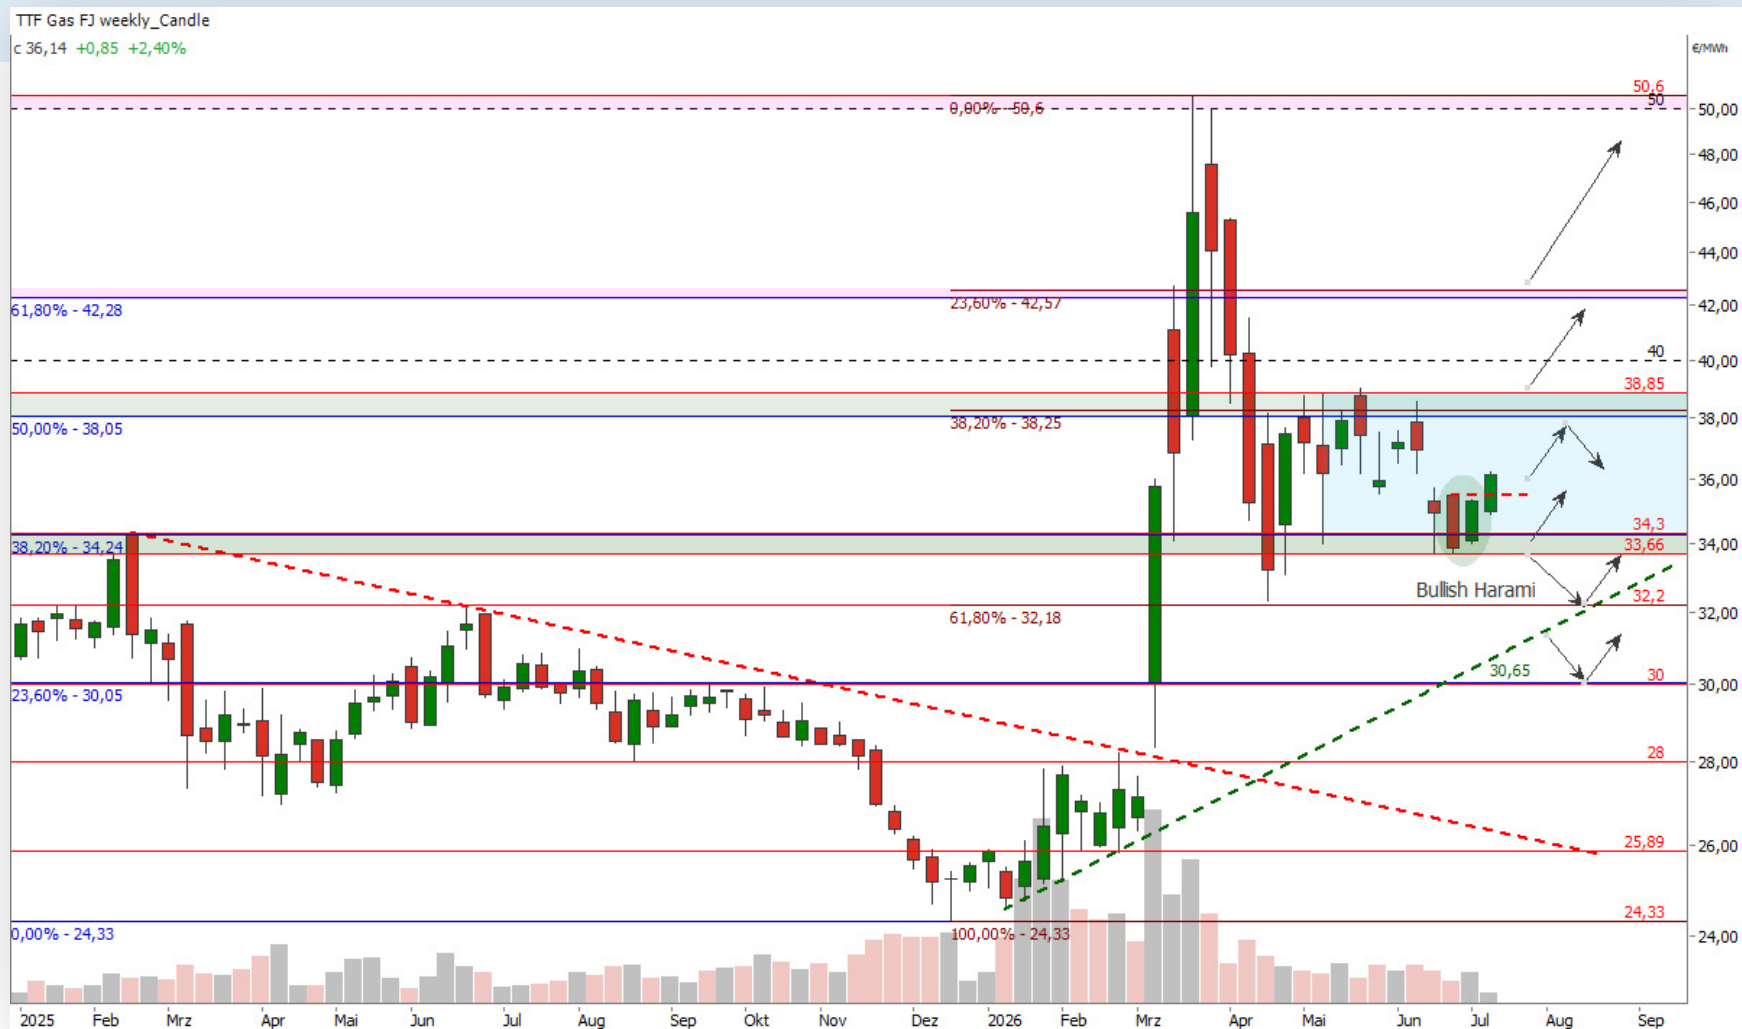 TTF Gas FJ weekly_Candle
c 36,14 +0,85 +2,40%
€/MWh
50,6
50
0,00% - 50,6
50,00
48,00
46,00
44,00
61,80% - 42,28
23,60% - 42,57
42,00
40
40,00
38,85
50,00% - 38,05
38,20% - 38,25
38,00
36,00
34,3
38,20% - 34,24
33,66
34,00
Bullish Harami
32,2
61,80% - 32,18
32,00
30,65
30
23,60% - 30,05
30,00
28
28,00
25,89
26,00
24,33
0,00% - 24,33
100,00% - 24,33
24,00
2025 Feb Mrz Apr Mai Jun Jul Aug Sep Okt Nov Dez 2026 Feb Mrz Apr Mai Jun Jul Aug Sep